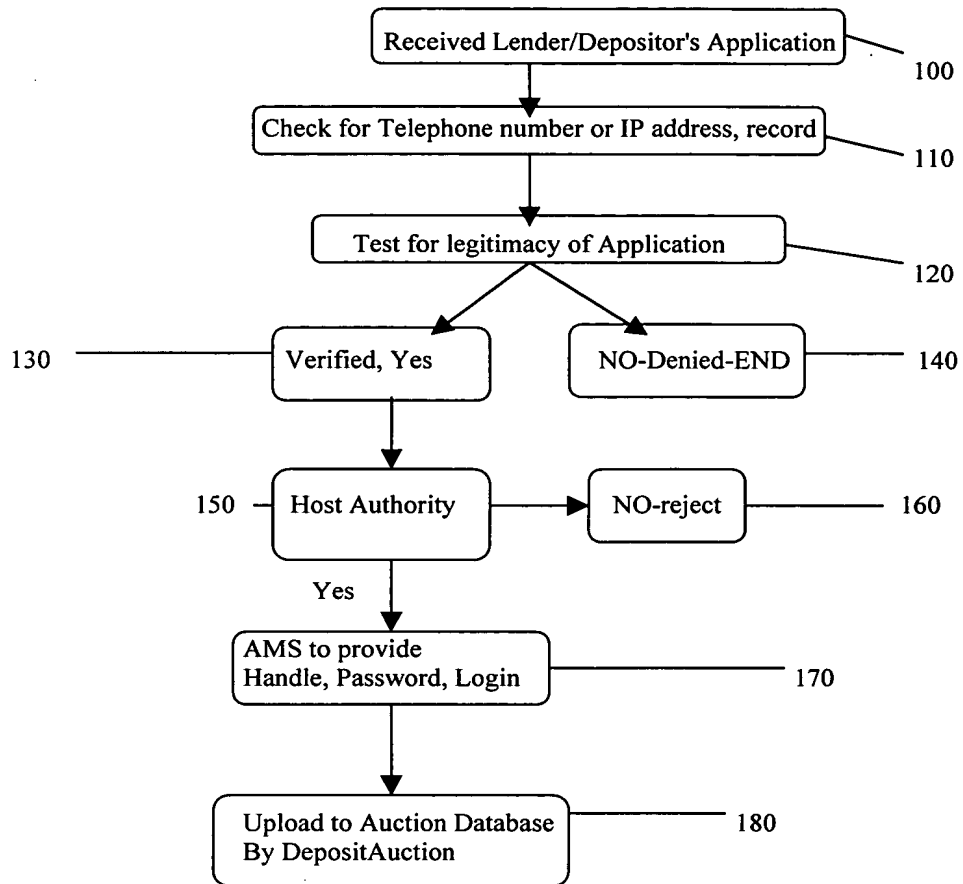 Received Lender/Depositor's Application
100
Check for Telephone number or IP address, record
110
Test for legitimacy of Application
120
130
Verified, Yes
NO-Denied-END
140
150
Host Authority
NO-reject
160
Yes
AMS to provide
Handle, Password, Login
170
Upload to Auction Database
By DepositAuction
180